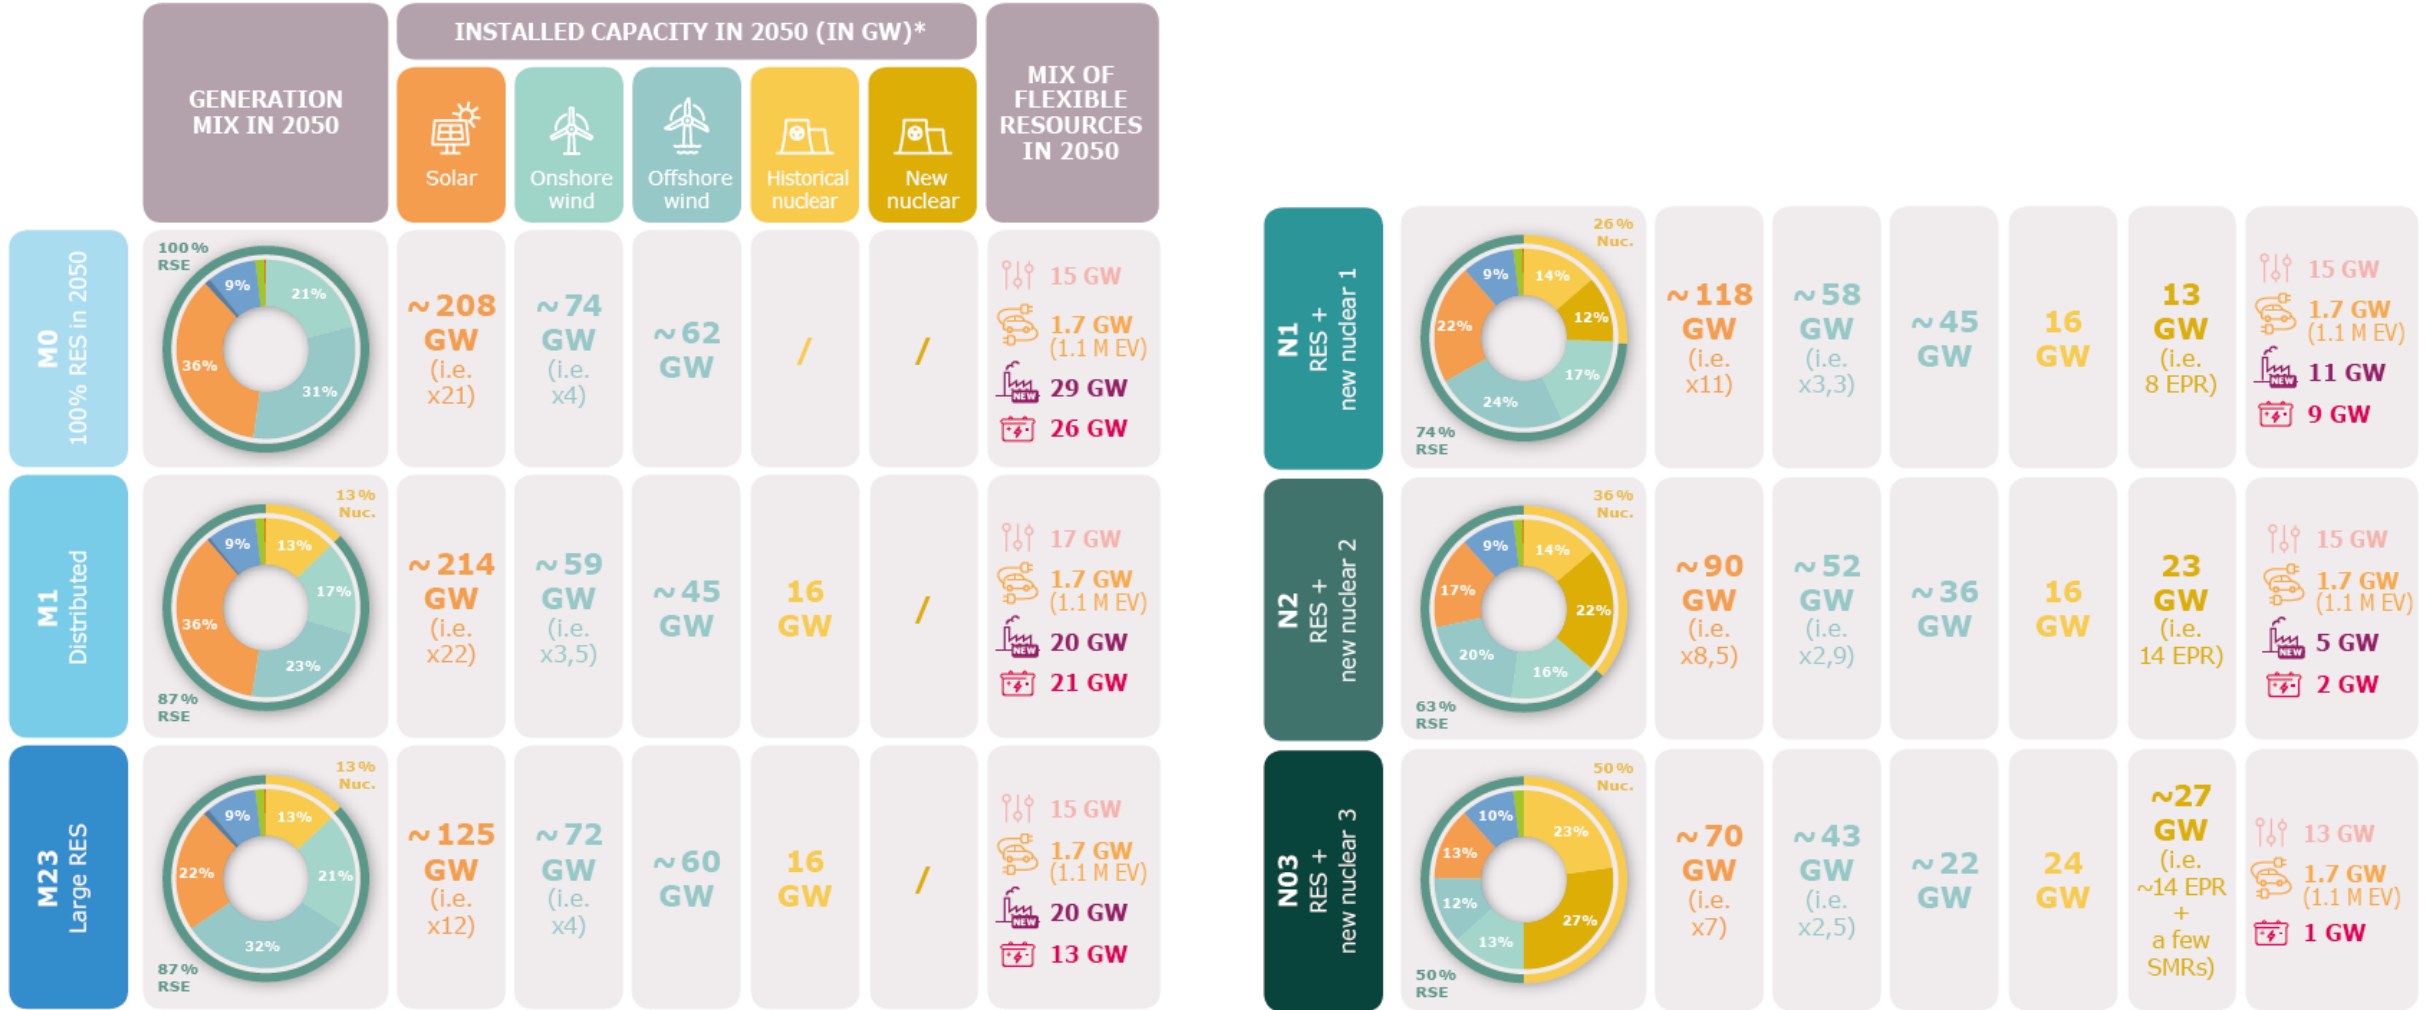 INSTALLED CAPACITY IN 2050 (IN GW)*
GENERATION
MIX IN 2050
Solar
Onshore
wind
Offshore
wind
Historical
nuclear
New
nuclear
MIX OF
FLEXIBLE
RESOURCES
IN 2050
M0
100% RES in 2050
100%
RSE
9%
21%
36%
31%
~208
GW
(i.e.
x21)
~74
GW
(i.e.
x4)
~62
GW
/
/
15 GW
1.7 GW
(1.1 M EV)
NEW
29 GW
26 GW
M1
Distributed
13%
Nuc.
9%
13%
17%
36%
23%
87%
RSE
~214
GW
(i.e.
x22)
~59
GW
(i.e.
x3,5)
~45
GW
16
GW
/
17 GW
1.7 GW
(1.1 M EV)
NEW
20 GW
21 GW
M23
Large RES
13%
Nuc.
9%
13%
22%
21%
32%
87%
RSE
~125
GW
(i.e.
x12)
~72
GW
(i.e.
x4)
~60
GW
16
GW
/
15 GW
1.7 GW
(1.1 M EV)
NEW
20 GW
13 GW
N1
RES +
new nuclear 1
26%
Nuc.
9%
14%
12%
22%
17%
24%
74%
RSE
~118
GW
(i.e.
x11)
~58
GW
(i.e.
x3,3)
~45
GW
16
GW
13
GW
(i.e.
8 EPR)
15 GW
1.7 GW
(1.1 M EV)
NEW
11 GW
9 GW
N2
RES +
new nuclear 2
36%
Nuc.
9%
14%
17%
22%
20%
16%
63%
RSE
~90
GW
(i.e.
x8,5)
~52
GW
(i.e.
x2,9)
~36
GW
16
GW
23
GW
(i.e.
14 EPR)
15 GW
1.7 GW
(1.1 M EV)
NEW
5 GW
2 GW
N03
RES +
new nuclear 3
50%
Nuc.
10%
23%
13%
12%
27%
13%
50%
RSE
~70
GW
(i.e.
x7)
~43
GW
(i.e.
x2,5)
~22
GW
24
GW
~27
GW
(i.e.
~14 EPR
+
a few
SMRs)
13 GW
1.7 GW
(1.1 M EV)
1 GW